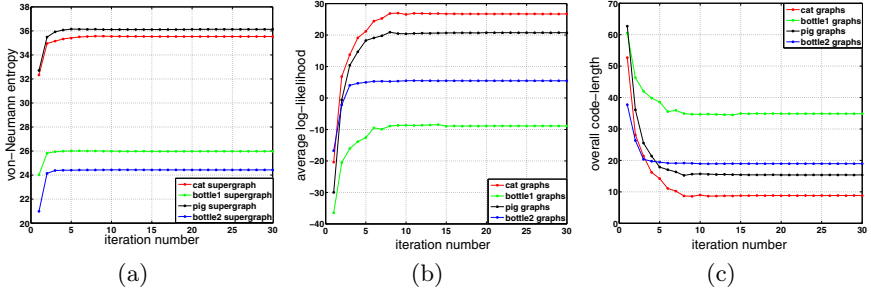 von−Neumann entropy
38
36
34
32
30
28
26
24
22
20
0 5 10 15 20 25 30
iteration number
cat supergraph
bottle1 supergraph
pig supergraph
bottle2 supergraph
(a)
average log−likelihood
30
20
10
0
−10
−20
−30
−40
0 5 10 15 20 25 30
iteration number
cat graphs
bottle1 graphs
pig graphs
bottle2 graphs
(b)
overall code−length
70
60
50
40
30
20
10
0
0 5 10 15 20 25 30
iteration number
cat graphs
bottle1 graphs
pig graphs
bottle2 graphs
(c)